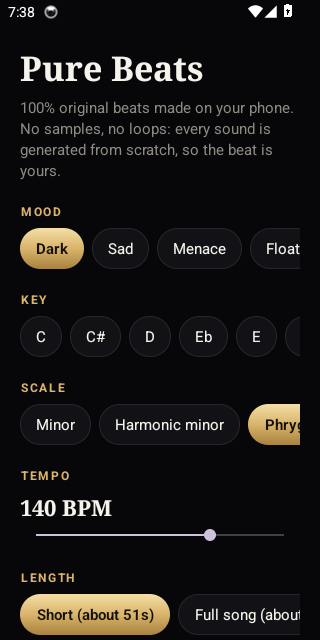 7:38
Pure Beats
100% original beats made on your phone.
No samples, no loops: every sound is
generated from scratch, so the beat is
yours.
MOOD
Dark Sad Menace Float
KEY
C C# D Eb E
SCALE
Minor Harmonic minor Phryg
TEMPO
140 BPM
LENGTH
Short (about 51s) Full song (about